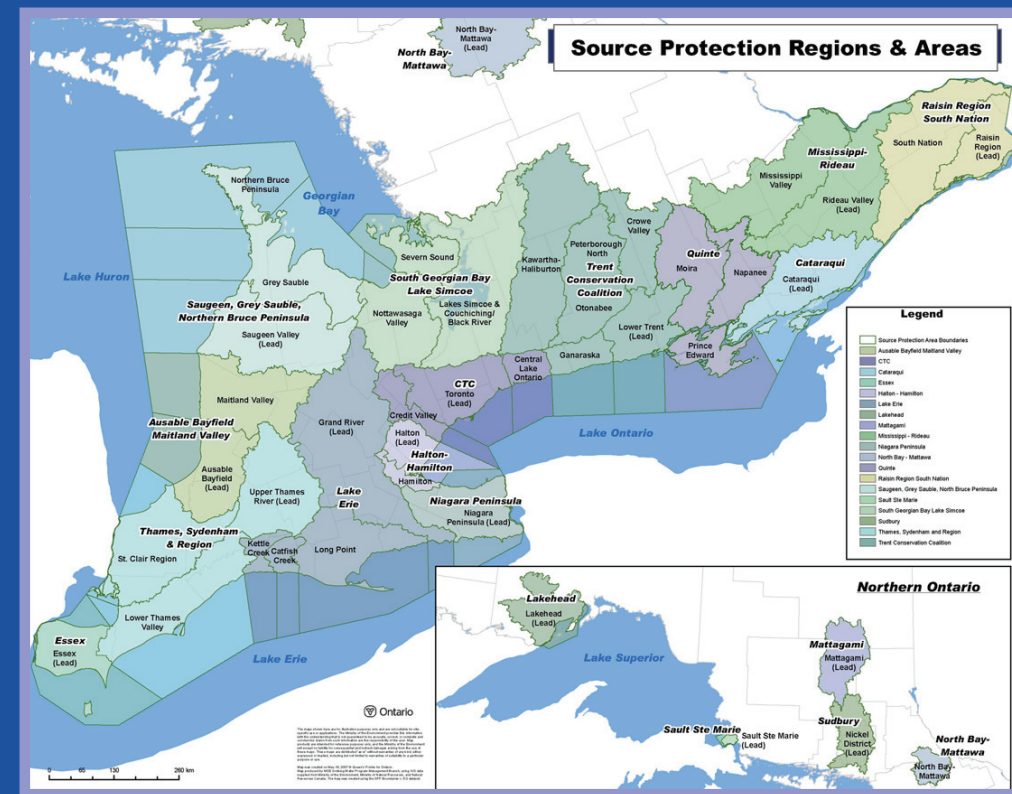 Source Protection Regions & Areas
North Bay-
Mattawa
(Lead)
North Bay-
Mattawa
Raisin Region
South Nation
South Nation
Raisin
Region
(Lead)
Mississippi-
Rideau
Mississippi
Valley
Rideau Valley
(Lead)
Northern Bruce
Peninsula
Georgian
Bay
Lake Huron
Grey Sauble
Saugeen, Grey Sauble,
Northern Bruce Peninsula
Saugeen Valley
(Lead)
Severn Sound
South Georgian Bay
Lake Simcoe
Nottawasaga
Valley
Lakes Simcoe &
Couchiching/
Black River
Kawartha-
Haliburton
Crowe
Valley
Peterborough
North
Trent
Conservation
Coalition
Otonabee
Lower Trent
(Lead)
Ganaraska
Quinte
Moira
Napanee
Prince
Edward
Cataraqui
Cataraqui
(Lead)
Central
Lake
Ontario
CTC
Toronto
(Lead)
Credit Valley
Halton
(Lead)
Halton-
Hamilton
Hamilton
Lake Ontario
Maitland Valley
Ausable Bayfield
Maitland Valley
Ausable
Bayfield
(Lead)
Grand River
(Lead)
Upper Thames
River (Lead)
Lake
Erie
Niagara Peninsula
Niagara
Peninsula (Lead)
Thames, Sydenham
& Region
St. Clair Region
Kettle
Creek
Catfish
Creek
Long Point
Lower Thames
Valley
Essex
Essex
(Lead)
Lake Erie
Legend
Source Protection Area Boundaries
Ausable Bayfield Maitland Valley
CTC
Cataraqui
Essex
Halton - Hamilton
Lake Erie
Lakehead
Mattagami
Mississippi - Rideau
Niagara Peninsula
North Bay - Mattawa
Quinte
Raisin Region South Nation
Saugeen, Grey Sauble, North Bruce Peninsula
Sault Ste Marie
South Georgian Bay Lake Simcoe
Sudbury
Thames, Sydenham and Region
Trent Conservation Coalition
Northern Ontario
Lakehead
Lakehead
(Lead)
Lake Superior
Mattagami
Mattagami
(Lead)
Sudbury
Nickel
District
(Lead)
Sault Ste Marie
Sault Ste Marie
(Lead)
North Bay-
Mattawa
North Bay-
Mattawa
Ontario
0 65 130 260 km